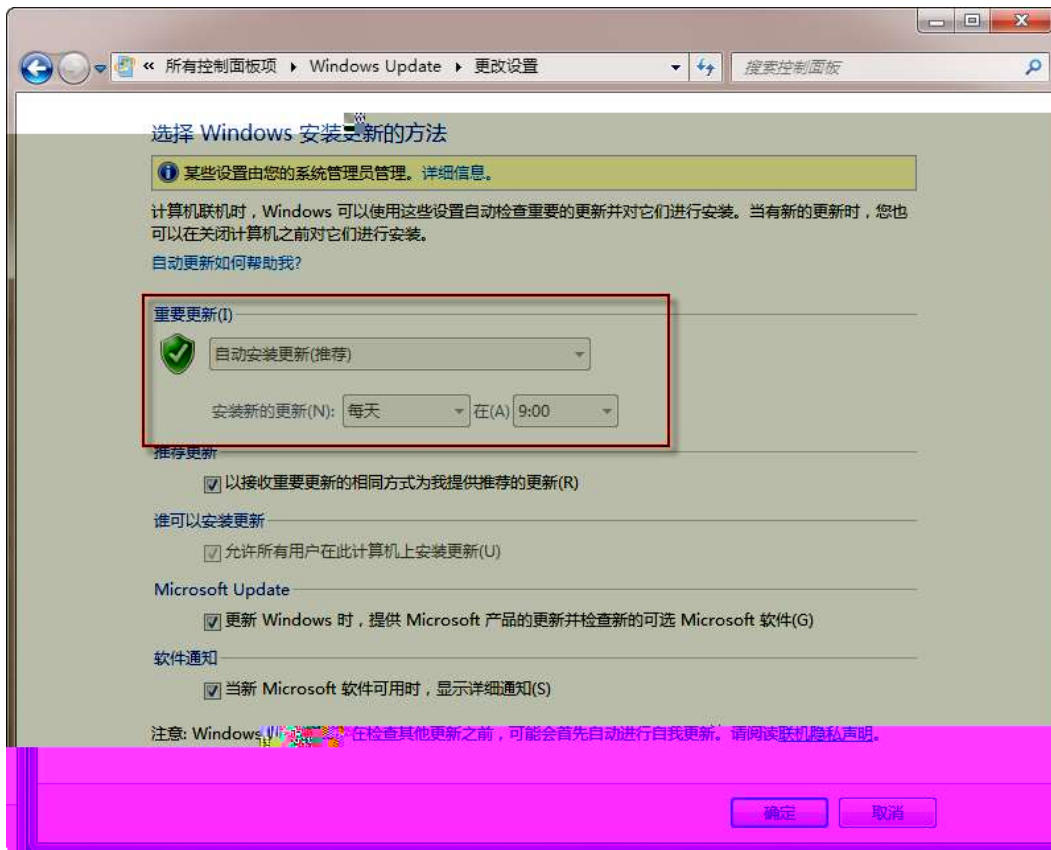 « 所有控制面板项 ▸ Windows Update ▸ 更改设置
搜索控制面板
选择 Windows 安装更新的方法
某些设置由您的系统管理员管理。详细信息。
计算机联机时，Windows 可以使用这些设置自动检查重要的更新并对它们进行安装。当有新的更新时，您也
可以在关闭计算机之前对它们进行安装。
自动更新如何帮助我?
重要更新(I)
自动安装更新(推荐)
安装新的更新(N): 每天 在(A) 9:00
推荐更新
以接收重要更新的相同方式为我提供推荐的更新(R)
谁可以安装更新
允许所有用户在此计算机上安装更新(U)
Microsoft Update
更新 Windows 时，提供 Microsoft 产品的更新并检查新的可选 Microsoft 软件(G)
软件通知
当新 Microsoft 软件可用时，显示详细通知(S)
注意: Windows 在检查其他更新之前，可能会首先自动进行自我更新。请阅读联机隐私声明。
确定 取消